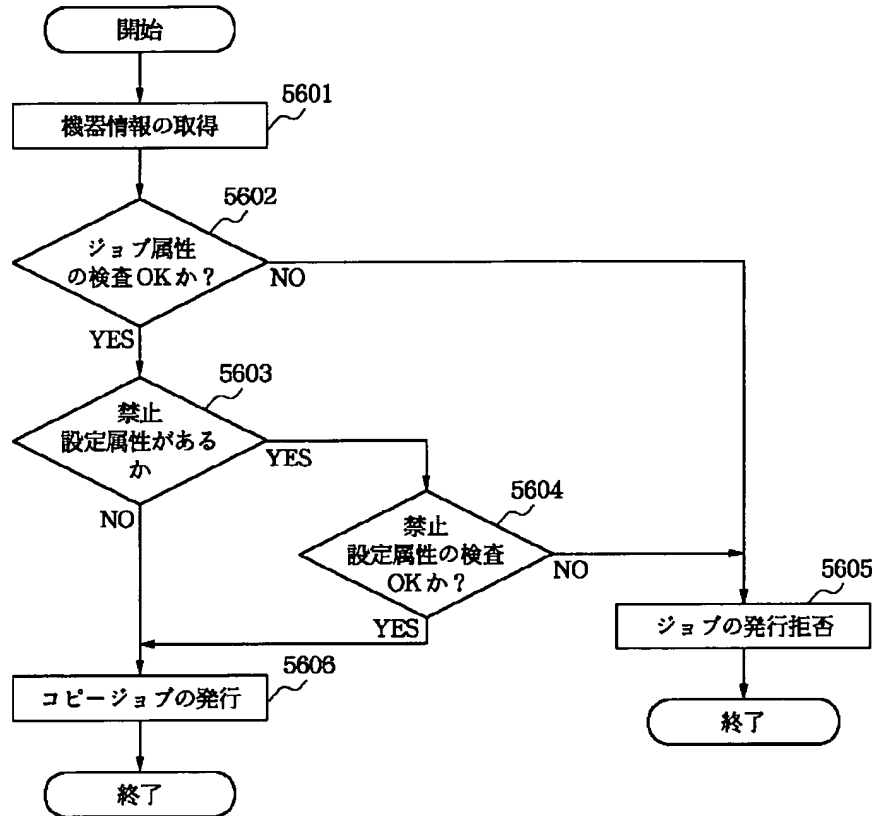 開始
5601
機器情報の取得
5602
ジョブ属性
の検査OKか？
NO
YES
5603
禁止
設定属性がある
か
YES
NO
5604
禁止
設定属性の検査
OKか？
NO
YES
5605
ジョブの発行拒否
5606
コピージョブの発行
終了
終了